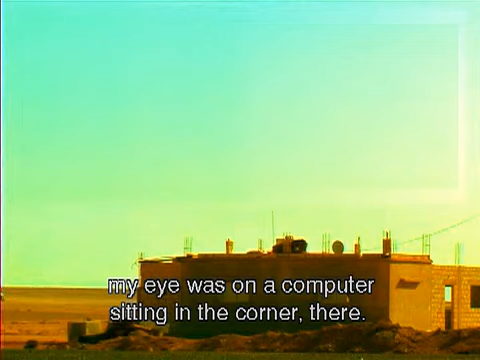 my eye was on a computer
sitting in the corner, there.